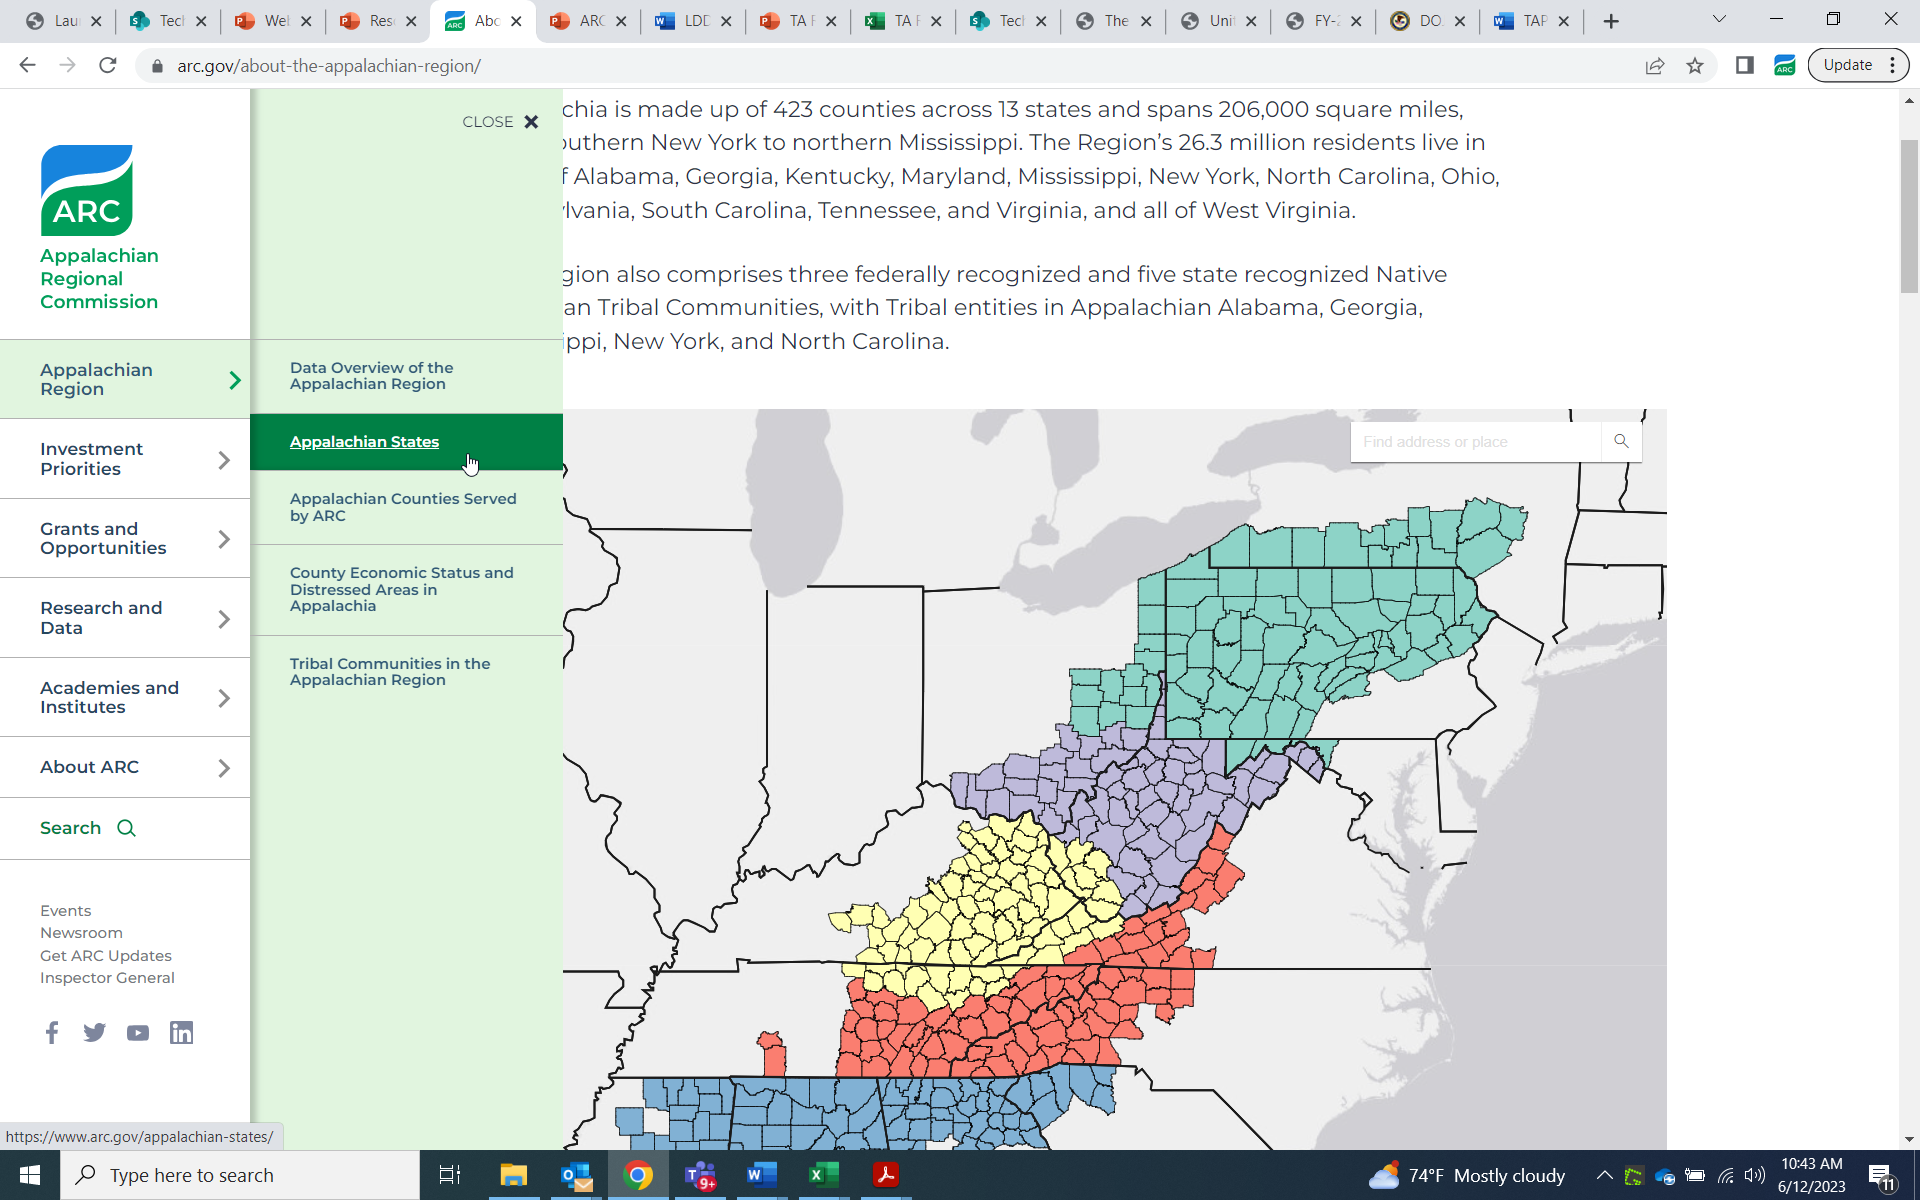 Lau
Tech
Web
Res
Abo
ARC
LDD
TA F
TA F
Tech
The
Unit
FY-2
DO
TAP
arc.gov/about-the-appalachian-region/
Update
CLOSE
ARC
Appalachian
Regional
Commission
Appalachian
Region
Investment
Priorities
Grants and
Opportunities
Research and
Data
Academies and
Institutes
About ARC
Search
Events
Newsroom
Get ARC Updates
Inspector General
Data Overview of the
Appalachian Region
Appalachian States
Appalachian Counties Served
by ARC
County Economic Status and
Distressed Areas in
Appalachia
Tribal Communities in the
Appalachian Region
chia is made up of 423 counties across 13 states and spans 206,000 square miles,
outhern New York to northern Mississippi. The Region's 26.3 million residents live in
f Alabama, Georgia, Kentucky, Maryland, Mississippi, New York, North Carolina, Ohio,
lvania, South Carolina, Tennessee, and Virginia, and all of West Virginia.
gion also comprises three federally recognized and five state recognized Native
an Tribal Communities, with Tribal entities in Appalachian Alabama, Georgia,
ippi, New York, and North Carolina.
Find address or place
https://www.arc.gov/appalachian-states/
Type here to search
9+
74°F Mostly cloudy
10:43 AM
6/12/2023
11